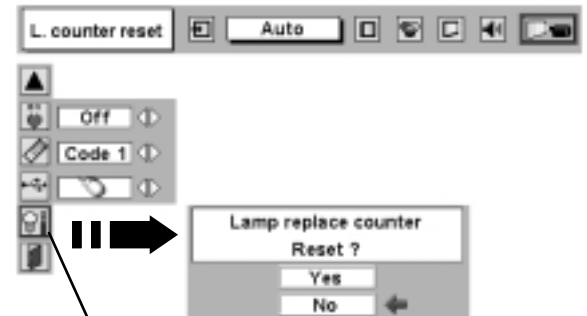 L. counter reset
Auto
Off
Code 1
Lamp replace counter
Reset ?
Yes
No